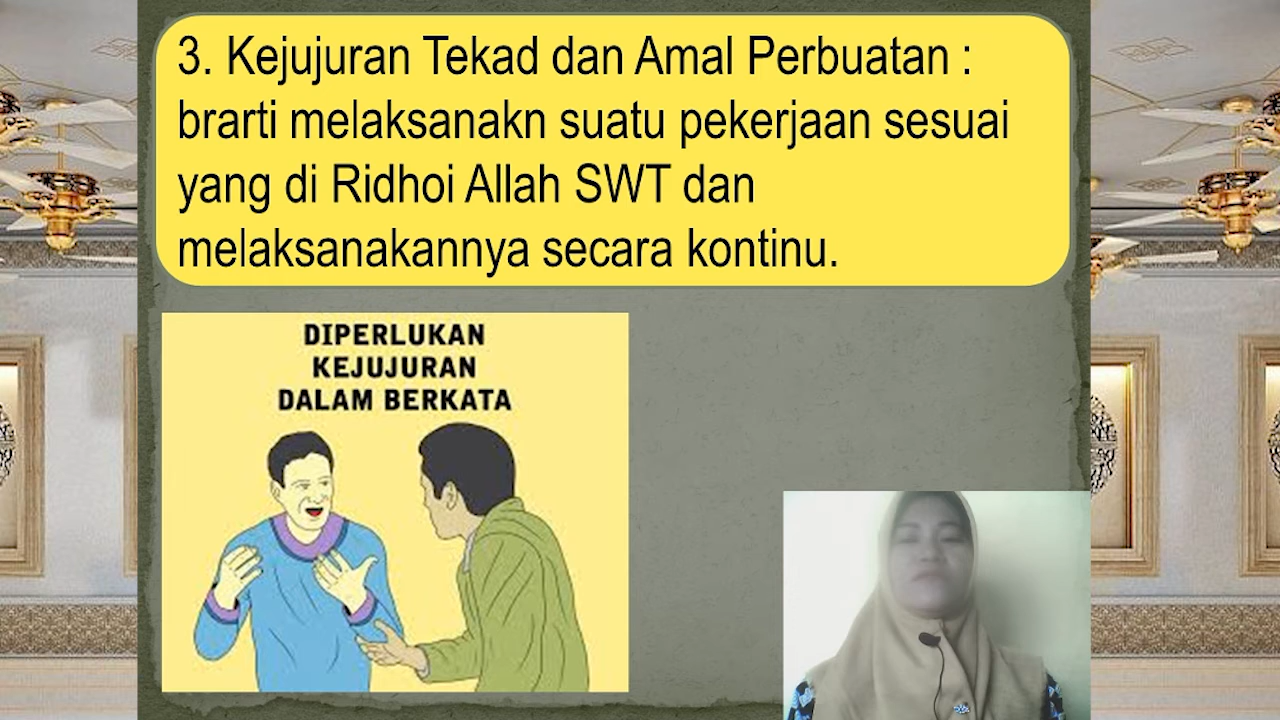 3. Kejujuran Tekad dan Amal Perbuatan :
brarti melaksanakn suatu pekerjaan sesuai
yang di Ridhoi Allah SWT dan
melaksanakannya secara kontinu.
DIPERLUKAN
KEJUJURAN
DALAM BERKATA